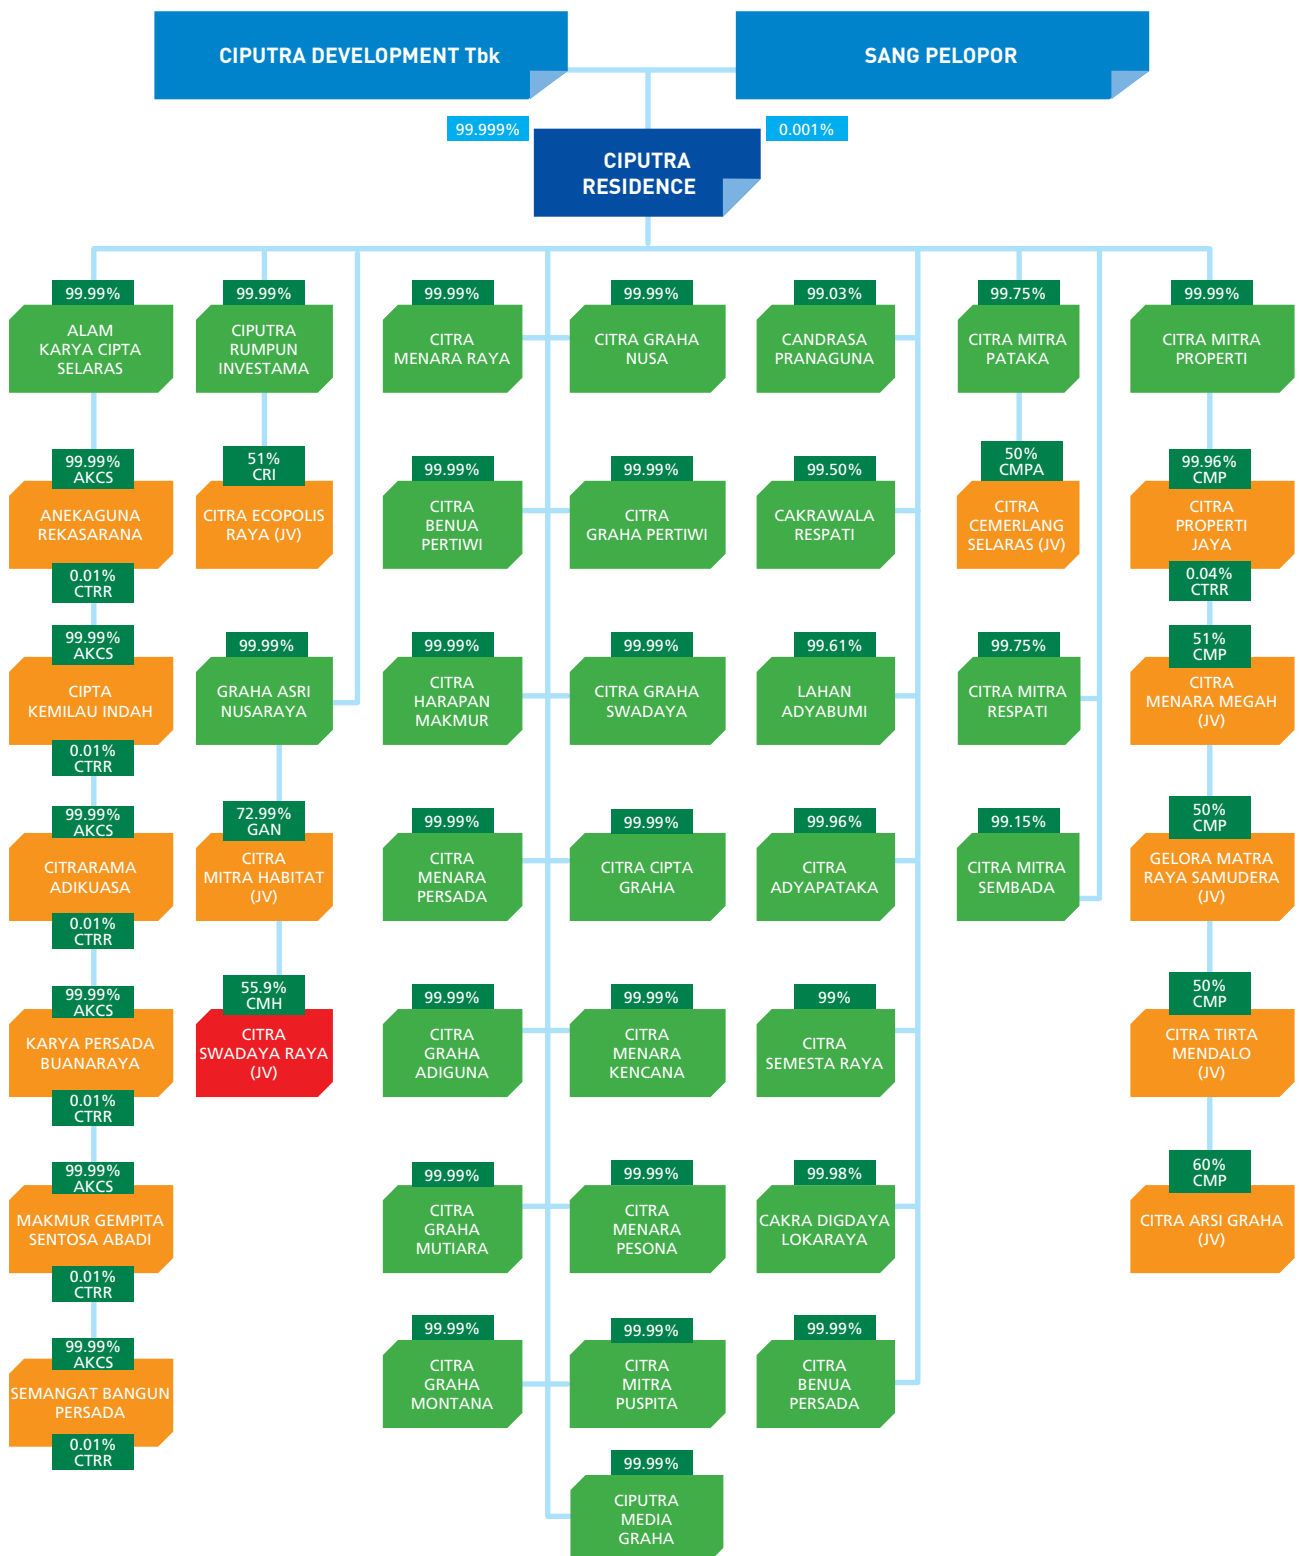 CIPUTRA DEVELOPMENT Tbk
SANG PELOPOR
99.999%
0.001%
CIPUTRA
RESIDENCE
99.99%
ALAM
KARYA CIPTA
SELARAS
99.99%
CIPUTRA
RUMPUN
INVESTAMA
99.99%
CITRA
MENARA RAYA
99.99%
CITRA GRAHA
NUSA
99.03%
CANDRASA
PRANAGUNA
99.75%
CITRA MITRA
PATAKA
99.99%
CITRA MITRA
PROPERTI
99.99%
AKCS
ANEKAGUNA
REKASARANA
0.01%
CTRR
51%
CRI
CITRA ECOPOLIS
RAYA (JV)
99.99%
CITRA
BENUA
PERTIWI
99.99%
CITRA
GRAHA PERTIWI
99.50%
CAKRAWALA
RESPATI
50%
CMPA
CITRA
CEMERLANG
SELARAS (JV)
99.96%
CMP
CITRA
PROPERTI
JAYA
0.04%
CTRR
99.99%
AKCS
CIPTA
KEMILAU INDAH
0.01%
CTRR
99.99%
GRAHA ASRI
NUSARAYA
99.99%
CITRA
HARAPAN
MAKMUR
99.99%
CITRA GRAHA
SWADAYA
99.61%
LAHAN
ADYABUMI
99.75%
CITRA MITRA
RESPATI
51%
CMP
CITRA
MENARA MEGAH
(JV)
99.99%
AKCS
CITRARAMA
ADIKUASA
0.01%
CTRR
72.99%
GAN
CITRA
MITRA HABITAT
(JV)
99.99%
CITRA
MENARA
PERSADA
99.99%
CITRA CIPTA
GRAHA
99.96%
CITRA
ADYAPATAKA
99.15%
CITRA MITRA
SEMBADA
50%
CMP
GELORA MATRA
RAYA SAMUDERA
(JV)
99.99%
AKCS
KARYA PERSADA
BUANARAYA
0.01%
CTRR
55.9%
CMH
CITRA
SWADAYA RAYA
(JV)
99.99%
CITRA
GRAHA
ADIGUNA
99.99%
CITRA
MENARA
KENCANA
99%
CITRA
SEMESTA RAYA
50%
CMP
CITRA TIRTA
MENDALO
(JV)
99.99%
AKCS
MAKMUR GEMPITA
SENTOSA ABADI
0.01%
CTRR
99.99%
CITRA
GRAHA
MUTIARA
99.99%
CITRA
MENARA
PESONA
99.98%
CAKRA DIGDAYA
LOKARAYA
60%
CMP
CITRA ARSI GRAHA
(JV)
99.99%
AKCS
SEMANGAT BANGUN
PERSADA
0.01%
CTRR
99.99%
CITRA
GRAHA
MONTANA
99.99%
CITRA
MITRA
PUSPITA
99.99%
CITRA
BENUA
PERSADA
99.99%
CIPUTRA
MEDIA
GRAHA